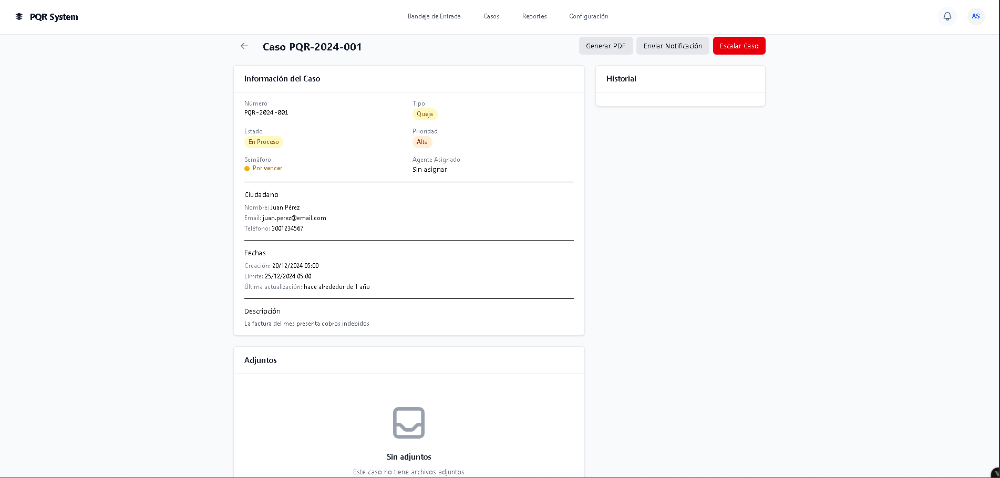 PQR System
Bandeja de Entrada
Casos
Reportes
Configuración
AS
Caso PQR-2024-001
Generar PDF
Enviar Notificación
Escalar Caso
Información del Caso
Número
PQR-2024-001
Tipo
Queja
Estado
En Proceso
Prioridad
Alta
Semáforo
Por vencer
Agente Asignado
Sin asignar
Ciudadano
Nombre: Juan Pérez
Email: juan.perez@email.com
Teléfono: 3001234567
Fechas
Creación: 20/12/2024 05:00
Límite: 25/12/2024 05:00
Última actualización: hace alrededor de 1 año
Descripción
La factura del mes presenta cobros indebidos
Historial
Adjuntos
Sin adjuntos
Este caso no tiene archivos adjuntos